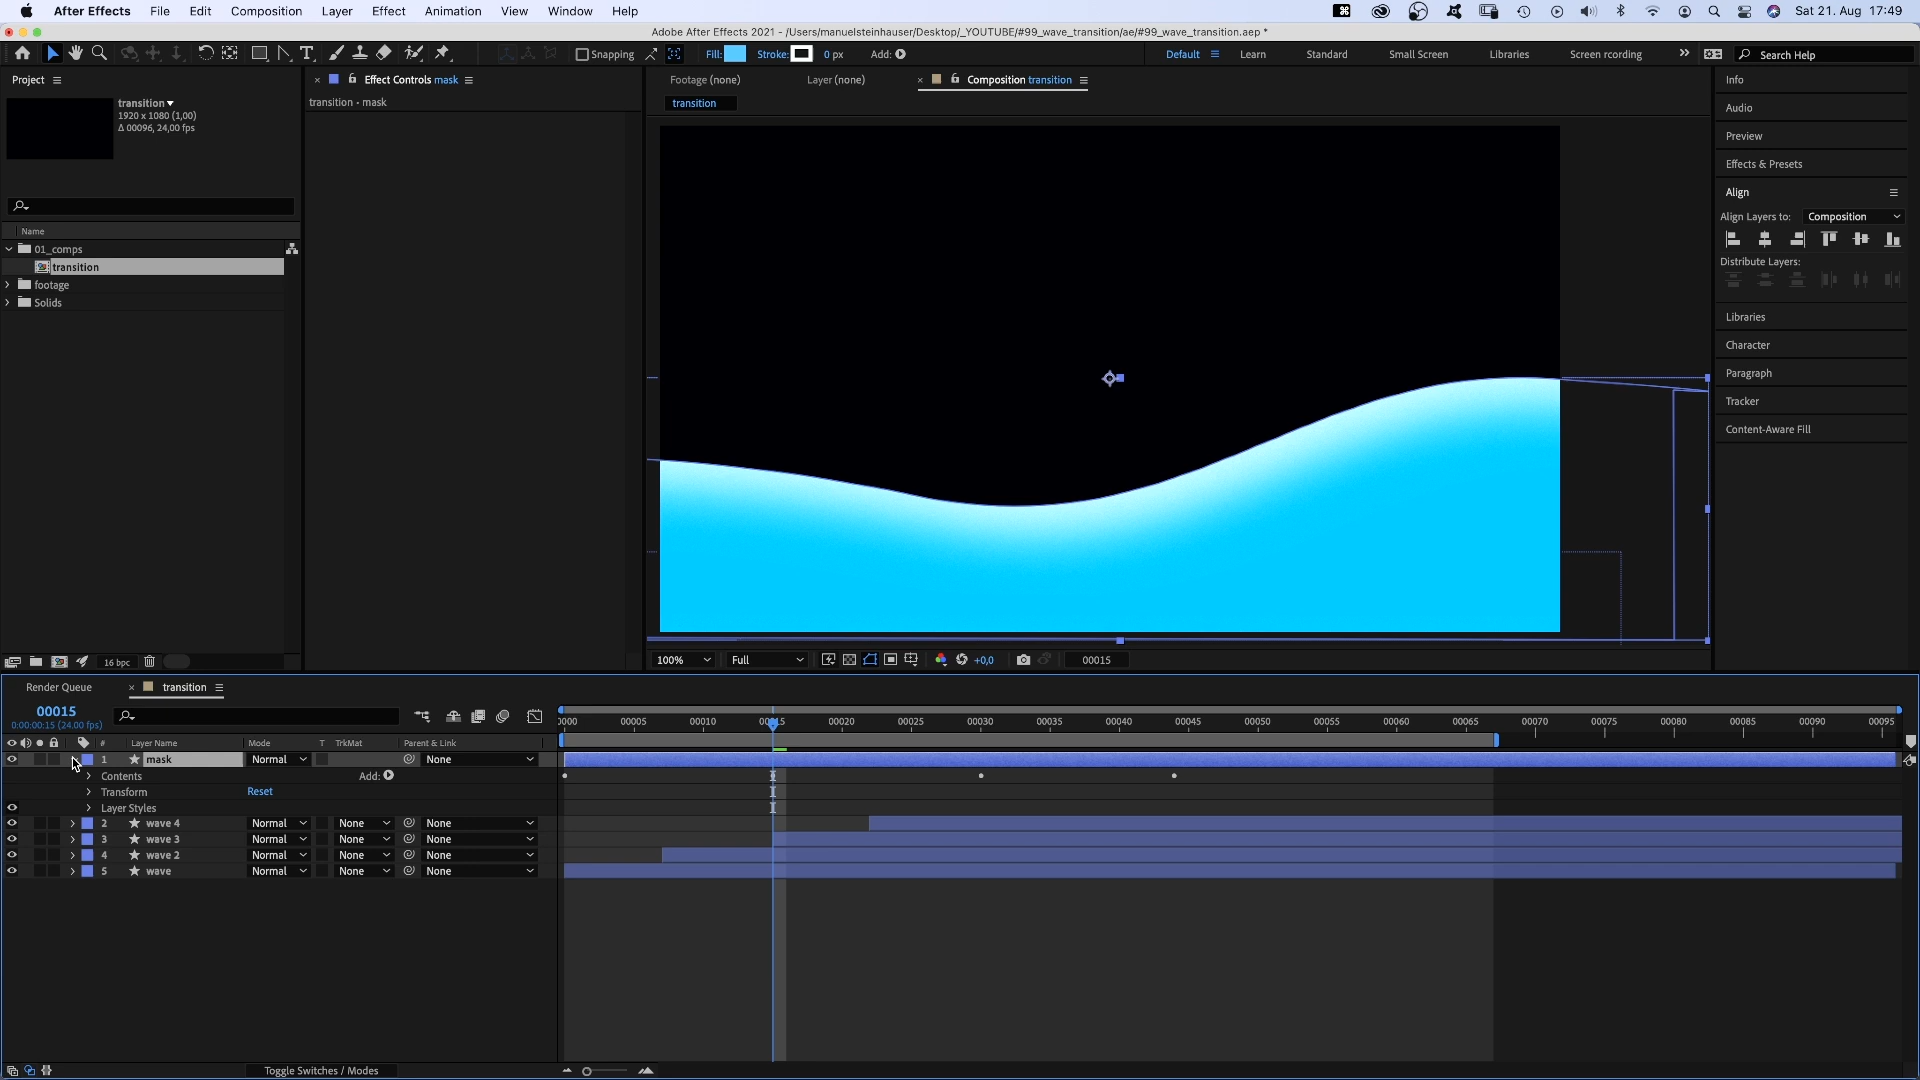 After Effects File Edit Composition Layer Effect Animation View Window Help Sat 21. Aug 17:49
Adobe After Effects 2021 - /Users/manuelsteinhauser/Desktop/_YOUTUBE/#99_wave_transition/ae/#99_wave_transition.aep *
Snapping Fill: Stroke: 0 px Add: Default Learn Standard Small Screen Libraries Screen rcording Search Help
Project
transition
1920 x 1080 (1,00)
Δ 00096, 24,00 fps
Name
01_comps
transition
footage
Solids
16 bpc
Effect Controls mask
transition • mask
Footage (none) Layer (none) Composition transition
transition
100% Full +0,0 00015
Info
Audio
Preview
Effects & Presets
Align
Align Layers to: Composition
Distribute Layers:
Libraries
Character
Paragraph
Tracker
Content-Aware Fill
Render Queue transition
00015
0:00:00:15 (24.00 fps)
0000 00005 00010 00015 00020 00025 00030 00035 00040 00045 00050 00055 00060 00065 00070 00075 00080 00085 00090 00095
# Layer Name Mode T TrkMat Parent & Link
1 mask Normal None
Contents Add:
Transform Reset
Layer Styles
2 wave 4 Normal None None
3 wave 3 Normal None None
4 wave 2 Normal None None
5 wave Normal None None
Toggle Switches / Modes